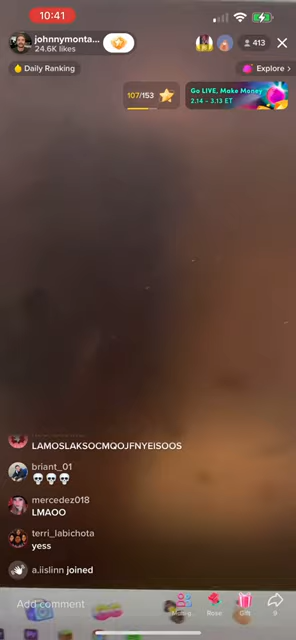 10:41
johnnymonta...
24.6K likes
413
Daily Ranking
Explore >
107/153
Go LIVE, Make Money
2.14 - 3.13 ET
LAMOSLAKSOCMQOJFNYEISOOS
briant_01
💀💀💀
mercedez018
LMAOO
terri_labichota
yess
a.iislinn joined
Add comment
Rose
Gift
9